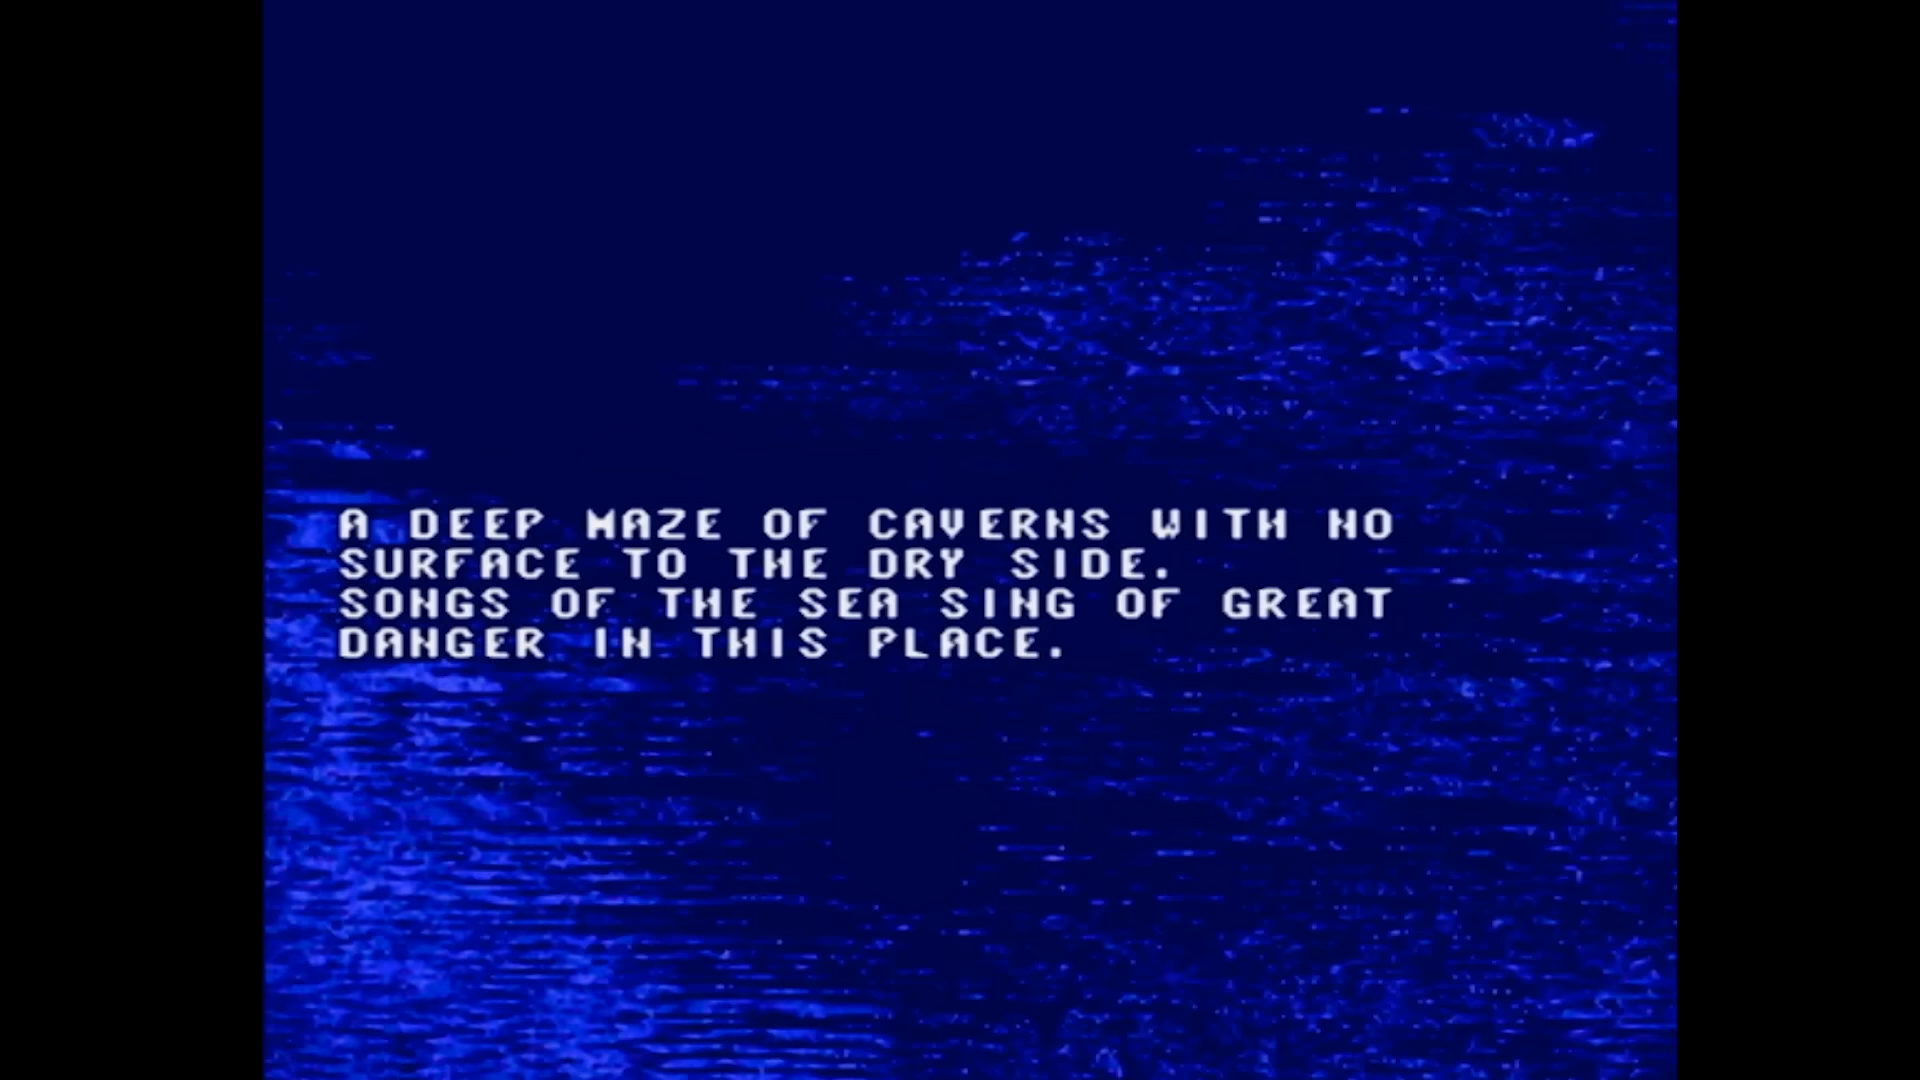 A DEEP MAZE OF CAVERNS WITH NO
SURFACE TO THE DRY SIDE.
SONGS OF THE SEA SING OF GREAT
DANGER IN THIS PLACE.